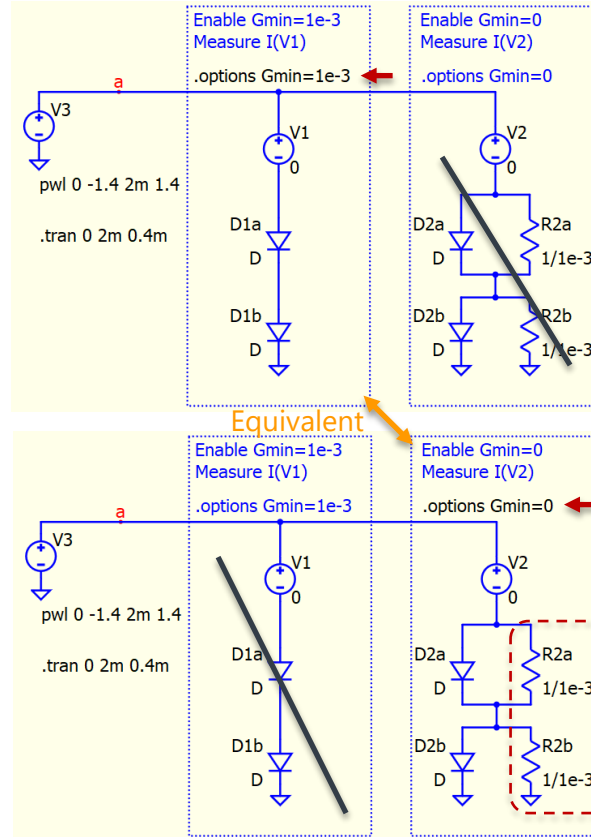 Enable Gmin=1e-3
Measure I(V1)
.options Gmin=1e-3
Enable Gmin=0
Measure I(V2)
.options Gmin=0
a
V3
pwl 0 -1.4 2m 1.4
.tran 0 2m 0.4m
V1
0
D1a
D
D1b
D
V2
0
D2a
D
R2a
1/1e-3
D2b
D
R2b
1/1e-3
Equivalent
Enable Gmin=1e-3
Measure I(V1)
.options Gmin=1e-3
Enable Gmin=0
Measure I(V2)
.options Gmin=0
a
V3
pwl 0 -1.4 2m 1.4
.tran 0 2m 0.4m
V1
0
D1a
D
D1b
D
V2
0
D2a
D
R2a
1/1e-3
D2b
D
R2b
1/1e-3